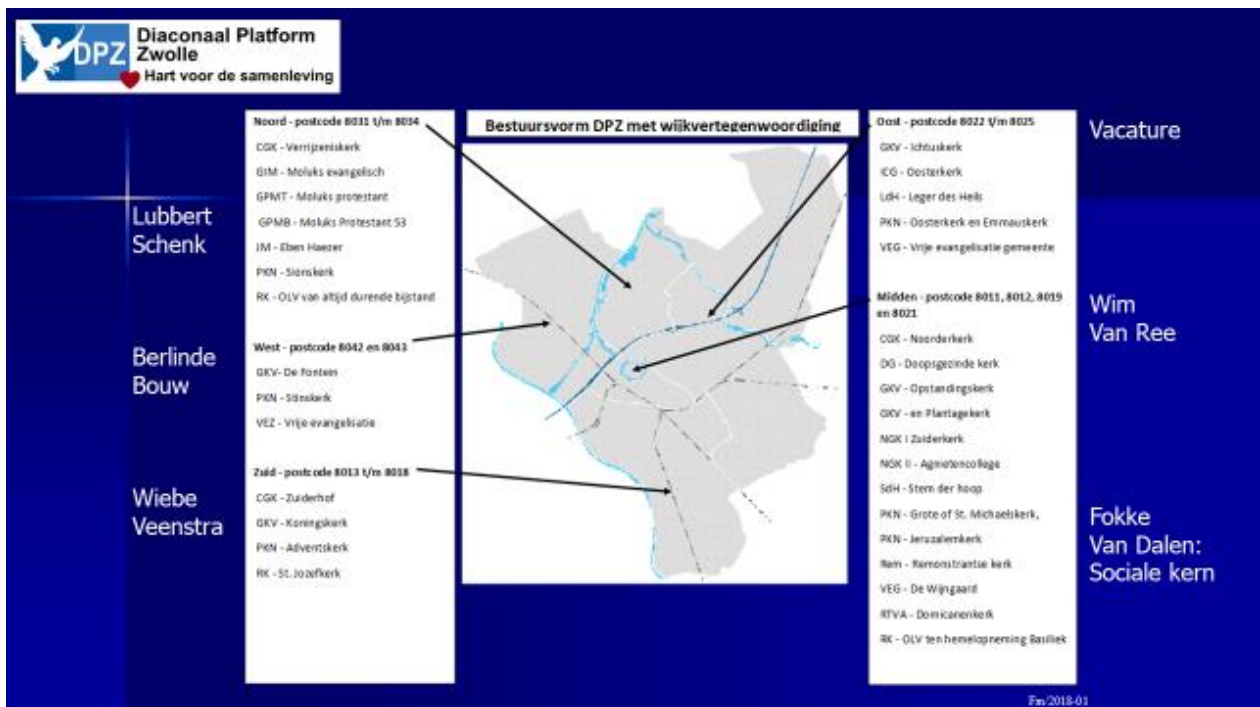 DPZ
Diaconaal Platform
Zwolle
Hart voor de samenleving
Bestuursvorm DPZ met wijkvertegenwoordiging
Lubbert
Schenk
Berlinde
Bouw
Wiebe
Veenstra
Noord - postcode 8031 t/m 8034
CGK - Verrijzeniskerk
GIM - Moluks evangelisch
GPMT - Moluks protestant
GPMB - Moluks Protestant 53
JM - Eben Haezer
PKN - Sionskerk
RK - OLV van altijd durende bijstand
West - postcode 8042 en 8043
GKV- De Fontein
PKN - Stinskerk
VEZ - Vrije evangelisatie
Zuid - postcode 8013 t/m 8018
CGK - Zuiderhof
GKV - Koningskerk
PKN - Adventskerk
RK - St. Jozefkerk
Oost - postcode 8022 t/m 8025
GKV - Ichtuskerk
ICG - Oosterkerk
LdH - Leger des Heils
PKN - Oosterkerk en Emmauskerk
VEG - Vrije evangelisatie gemeente
Midden - postcode 8011, 8012, 8019
en 8021
CGK - Noorderkerk
DG - Doopsgezinde kerk
GKV - Opstandingskerk
GKV - en Plantagekerk
NGK I Zuiderkerk
NGK II - Agnietencollege
SdH - Stem der hoop
PKN - Grote of St. Michaelskerk,
PKN - Jeruzalemkerk
Rem - Remonstrantse kerk
VEG - De Wijngaard
RTVA - Domicanenkerk
RK - OLV ten hemelopneming Basiliek
Vacature
Wim
Van Ree
Fokke
Van Dalen:
Sociale kern
Fm/2018-01